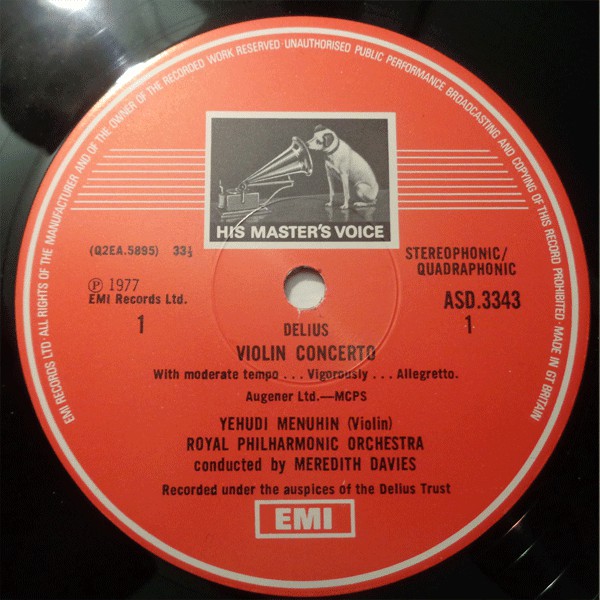 EMI RECORDS LTD · ALL RIGHTS OF THE MANUFACTURER AND OF THE OWNER OF THE RECORDED WORK RESERVED · UNAUTHORISED PUBLIC PERFORMANCE BROADCASTING AND COPYING OF THIS RECORD PROHIBITED · MADE IN GT BRITAIN
HIS MASTER'S VOICE
(Q2EA.5895) 33⅓
STEREOPHONIC/
QUADRAPHONIC
Ⓟ 1977
EMI Records Ltd.
ASD.3343
1
1
DELIUS
VIOLIN CONCERTO
With moderate tempo . . . Vigorously . . . Allegretto.
Augener Ltd.—MCPS
YEHUDI MENUHIN (Violin)
ROYAL PHILHARMONIC ORCHESTRA
conducted by MEREDITH DAVIES
Recorded under the auspices of the Delius Trust
EMI